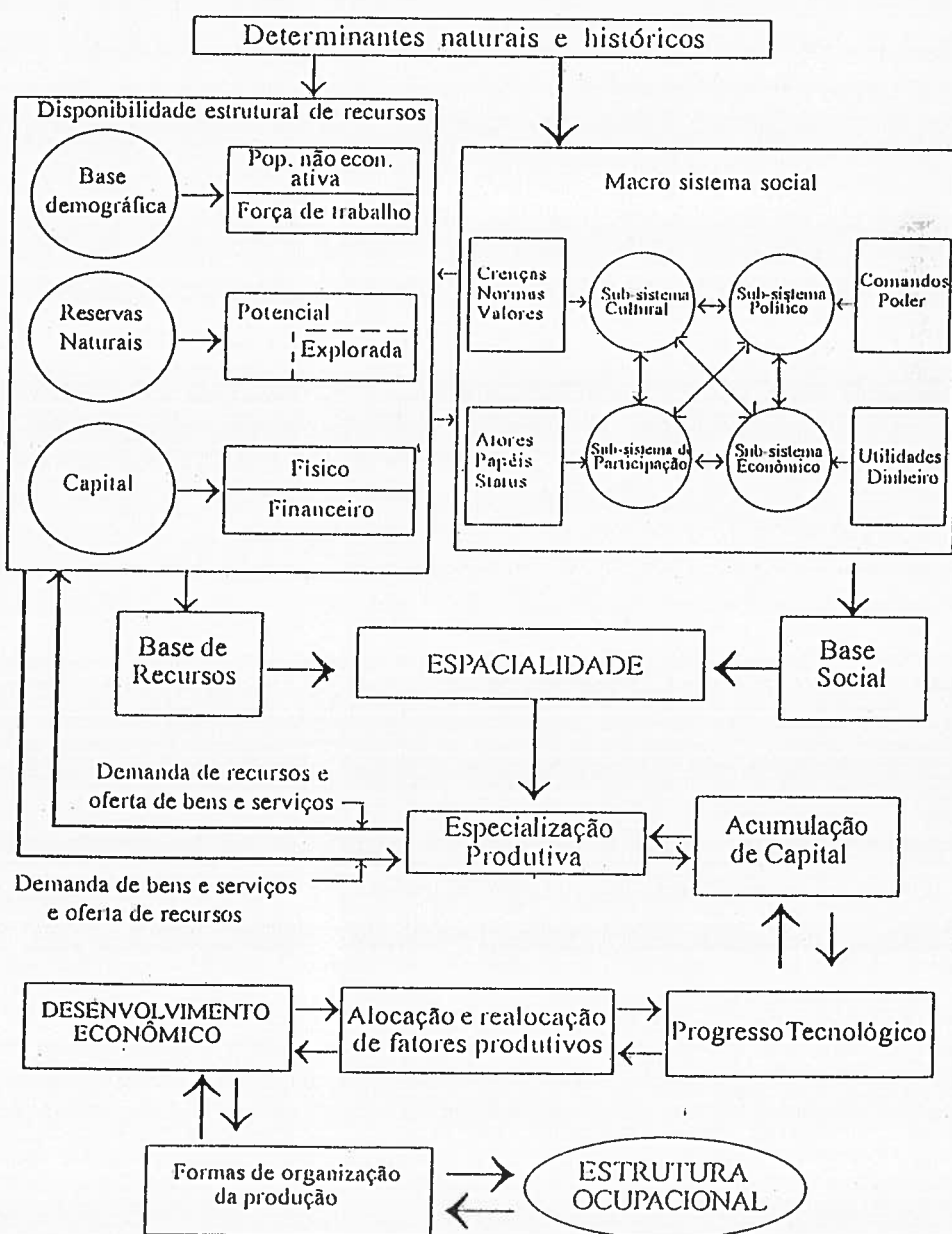 Determinantes naturais e históricos
Disponibilidade estrutural de recursos
Base
demográfica
Pop. não econ.
ativa
Força de trabalho
Reservas
Naturais
Potencial
Explorada
Capital
Fisico
Financeiro
Macro sistema social
Crenças
Normas
Valores
Sub-sistema
Cultural
Sub-sistema
Político
Comandos
Poder
Atores
Papéis
Status
Sub-sistema de
Participação
Sub-sistema
Econômico
Utilidades
Dinheiro
Base de
Recursos
ESPACIALIDADE
Base
Social
Demanda de recursos e
oferta de bens e serviços
Especialização
Produtiva
Acumulação
de Capital
Demanda de bens e serviços
e oferta de recursos
DESENVOLVIMENTO
ECONÔMICO
Alocação e realocação
de fatores produtivos
Progresso Tecnológico
Formas de organização
da produção
ESTRUTURA
OCUPACIONAL